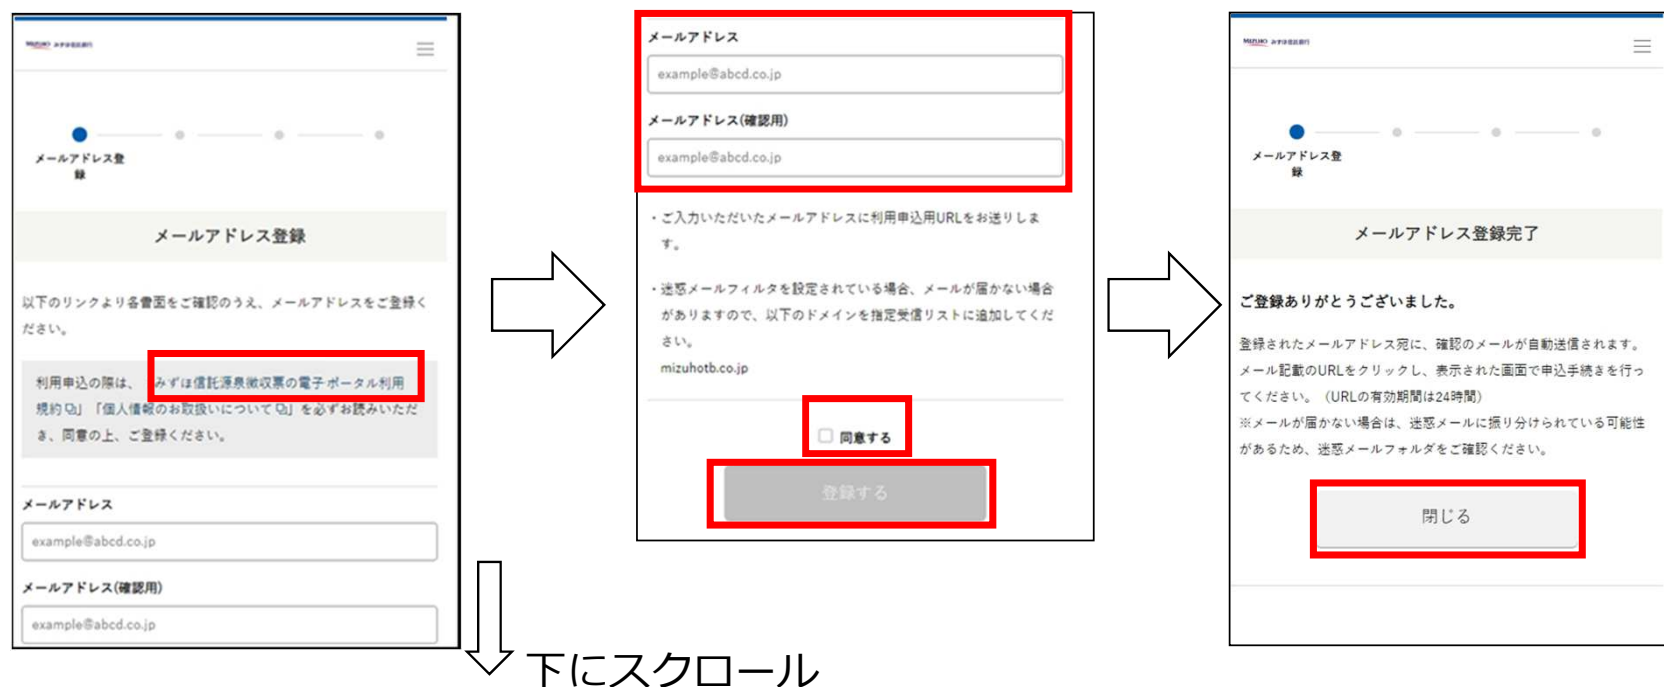 MIZUHO みずほ信託銀行
メールアドレス登
録
メールアドレス登録
以下のリンクより各書面をご確認のうえ、メールアドレスをご登録く
ださい。
利用申込の際は、「みずほ信託源泉徴収票の電子ポータル利用
規約」「個人情報のお取扱いについて」を必ずお読みいただ
き、同意の上、ご登録ください。
メールアドレス
example@abcd.co.jp
メールアドレス(確認用)
example@abcd.co.jp
下にスクロール
メールアドレス
example@abcd.co.jp
メールアドレス(確認用)
example@abcd.co.jp
・ご入力いただいたメールアドレスに利用申込用URLをお送りしま
す。
・迷惑メールフィルタを設定されている場合、メールが届かない場合
がありますので、以下のドメインを指定受信リストに追加してくだ
さい。
mizuhotb.co.jp
同意する
登録する
MIZUHO みずほ信託銀行
メールアドレス登
録
メールアドレス登録完了
ご登録ありがとうございました。
登録されたメールアドレス宛に、確認のメールが自動送信されます。
メール記載のURLをクリックし、表示された画面で申込手続きを行っ
てください。（URLの有効期間は24時間）
※メールが届かない場合は、迷惑メールに振り分けられている可能性
があるため、迷惑メールフォルダをご確認ください。
閉じる